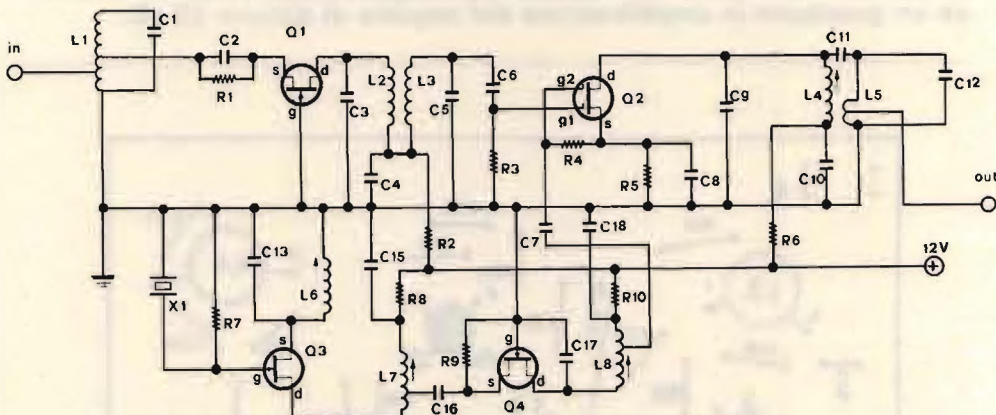 in
L1
C1
C2
R1
Q1
s
d
g
C3
L2
L3
C4
C5
C6
R3
g2
g1
d
s
Q2
R4
R5
C8
C9
C11
L4
L5
C12
C10
out
C7
C18
R6
12V
C13
L6
C15
R2
R8
R10
X1
R7
Q3
s
g
d
L7
C16
R9
g
s
d
Q4
C17
L8